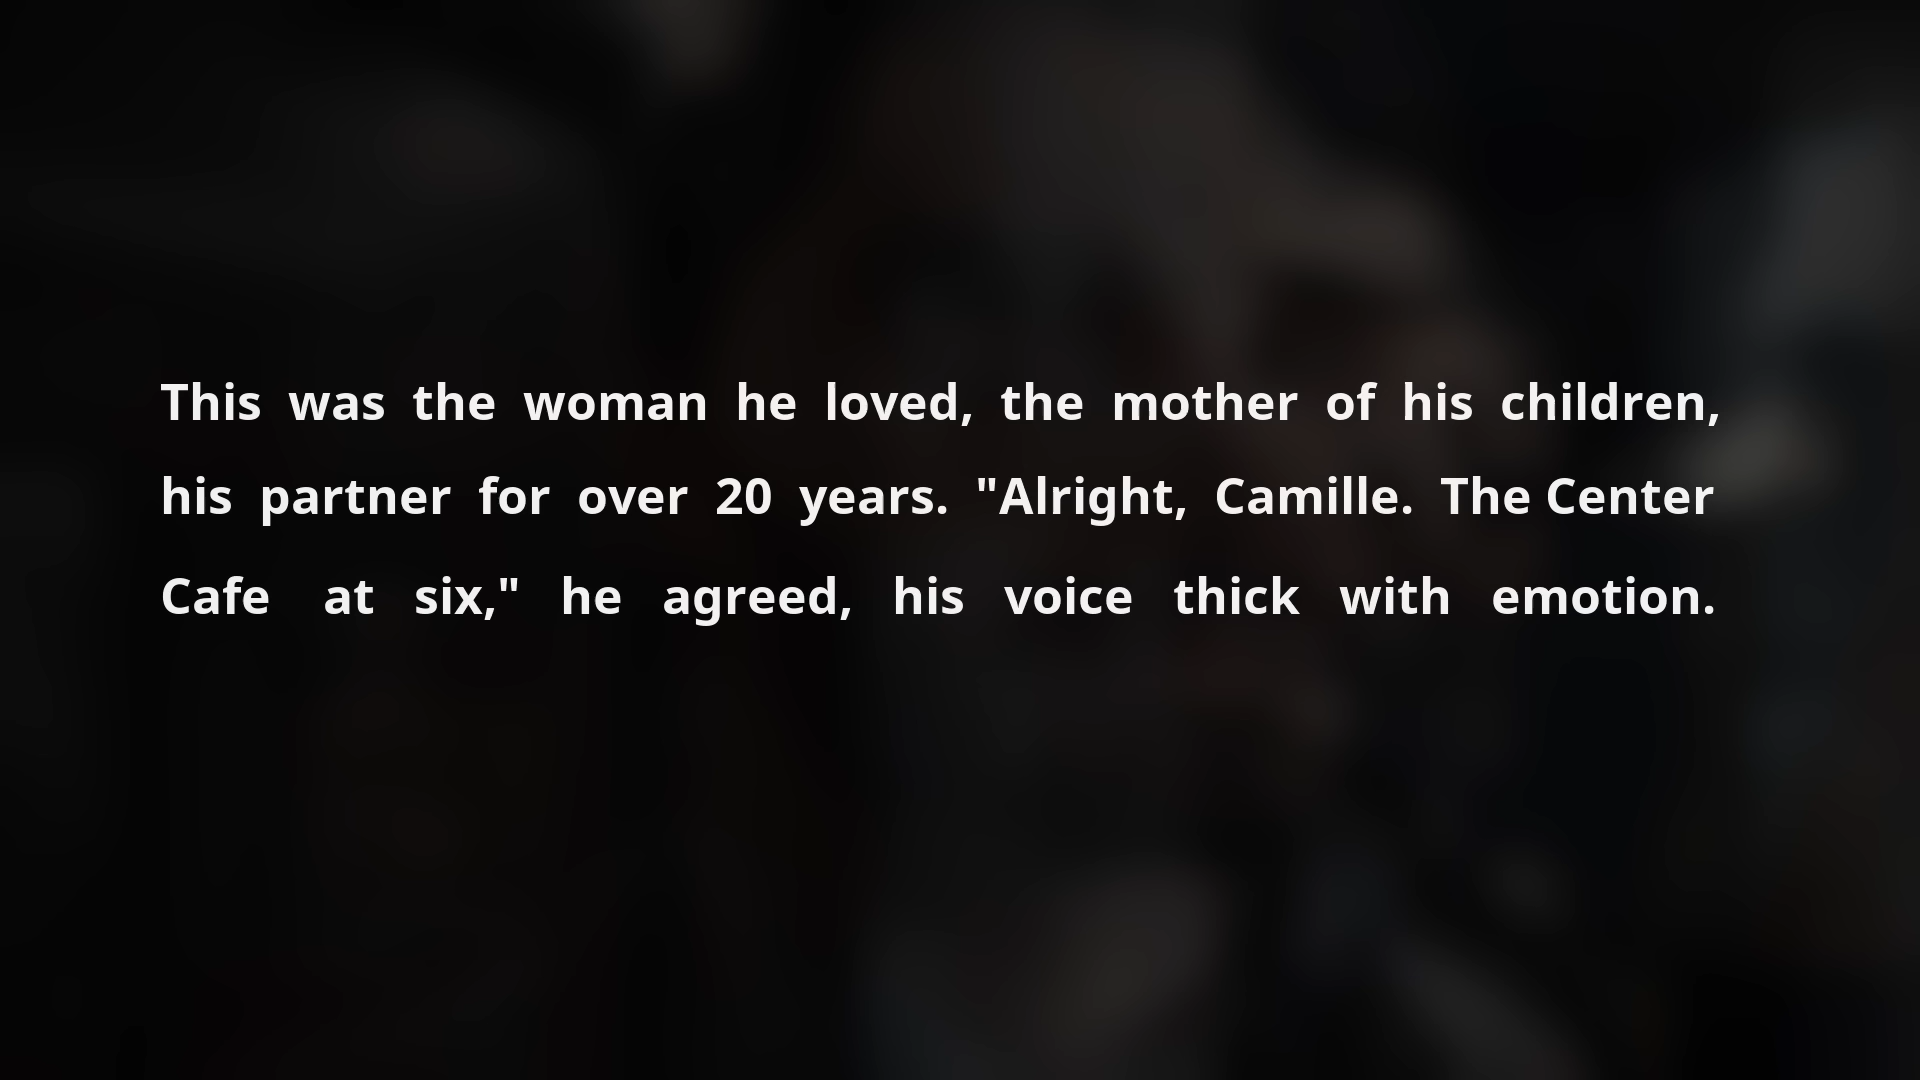 This was the woman he loved, the mother of his children,
his partner for over 20 years. "Alright, Camille. The Center
Cafe at six," he agreed, his voice thick with emotion.